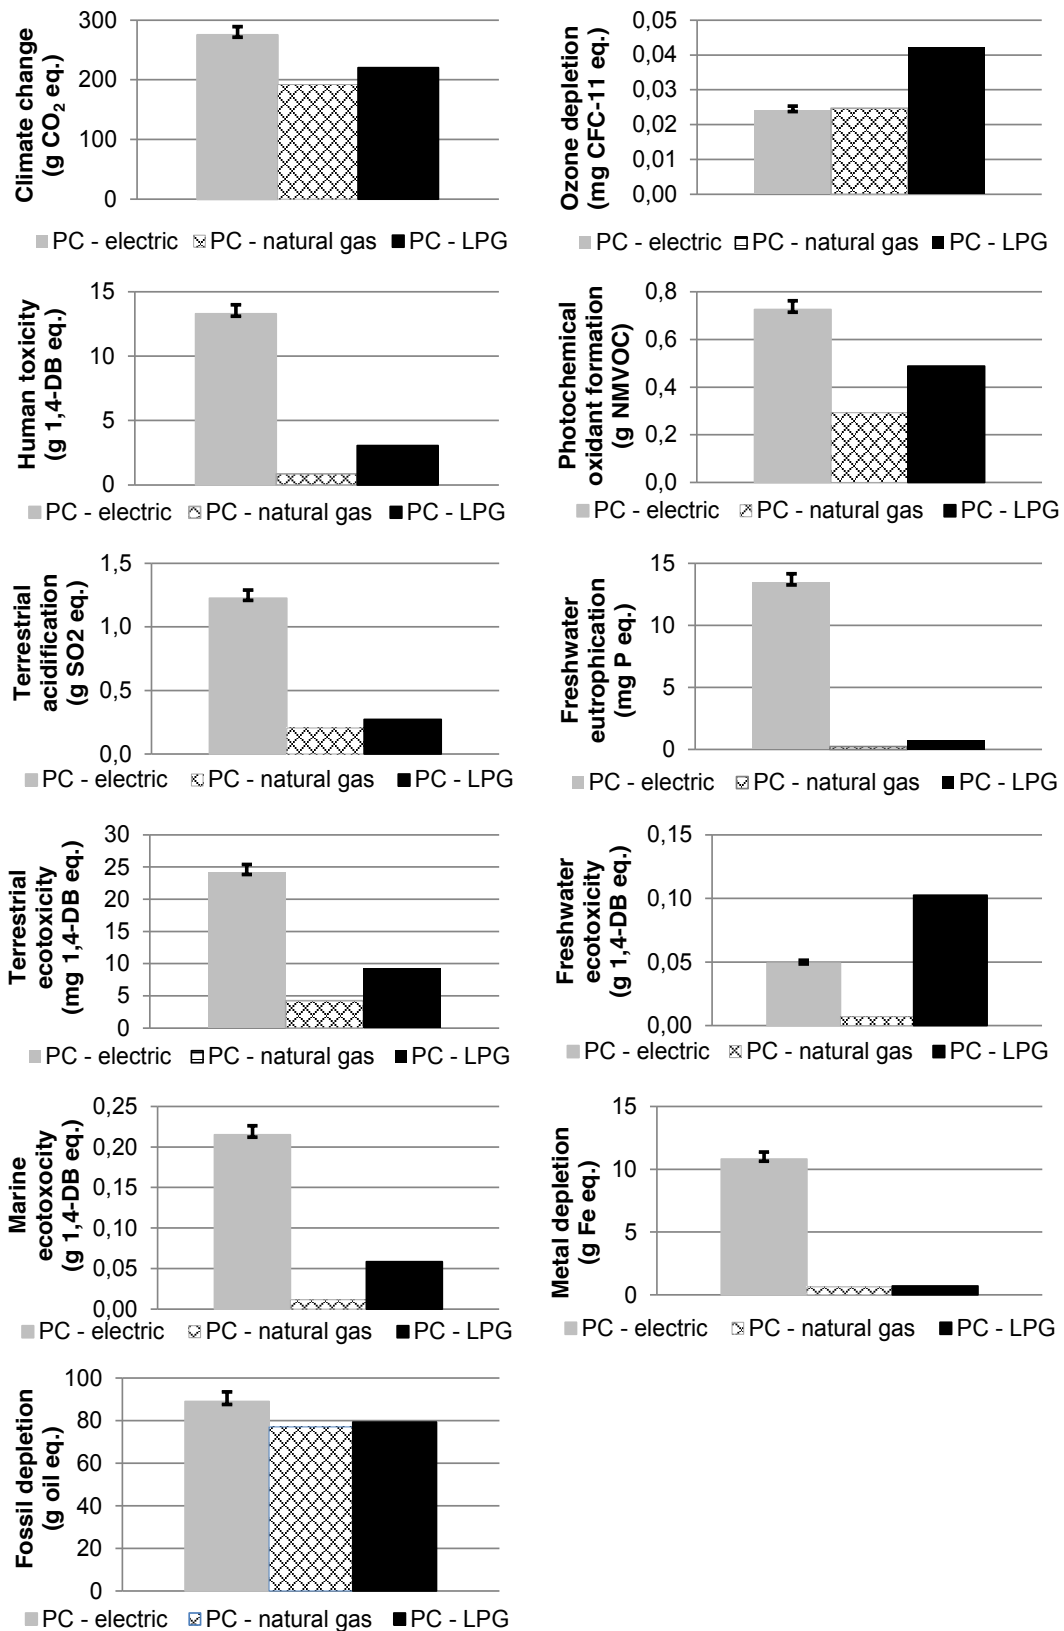 Climate change
(g CO₂ eq.)
300
200
100
0
PC - electric PC - natural gas PC - LPG
Ozone depletion
(mg CFC-11 eq.)
0,05
0,04
0,03
0,02
0,01
0,00
PC - electric PC - natural gas PC - LPG
Human toxicity
(g 1,4-DB eq.)
15
10
5
0
PC - electric PC - natural gas PC - LPG
Photochemical
oxidant formation
(g NMVOC)
0,8
0,6
0,4
0,2
0,0
PC - electric PC - natural gas PC - LPG
Terrestrial
acidification
(g SO2 eq.)
1,5
1,0
0,5
0,0
PC - electric PC - natural gas PC - LPG
Freshwater
eutrophication
(mg P eq.)
15
10
5
0
PC - electric PC - natural gas PC - LPG
Terrestrial
ecotoxicity
(mg 1,4-DB eq.)
30
25
20
15
10
5
0
PC - electric PC - natural gas PC - LPG
Freshwater
ecotoxicity
(g 1,4-DB eq.)
0,15
0,10
0,05
0,00
PC - electric PC - natural gas PC - LPG
Marine
ecotoxocity
(g 1,4-DB eq.)
0,25
0,20
0,15
0,10
0,05
0,00
PC - electric PC - natural gas PC - LPG
Metal depletion
(g Fe eq.)
15
10
5
0
PC - electric PC - natural gas PC - LPG
Fossil depletion
(g oil eq.)
100
80
60
40
20
0
PC - electric PC - natural gas PC - LPG